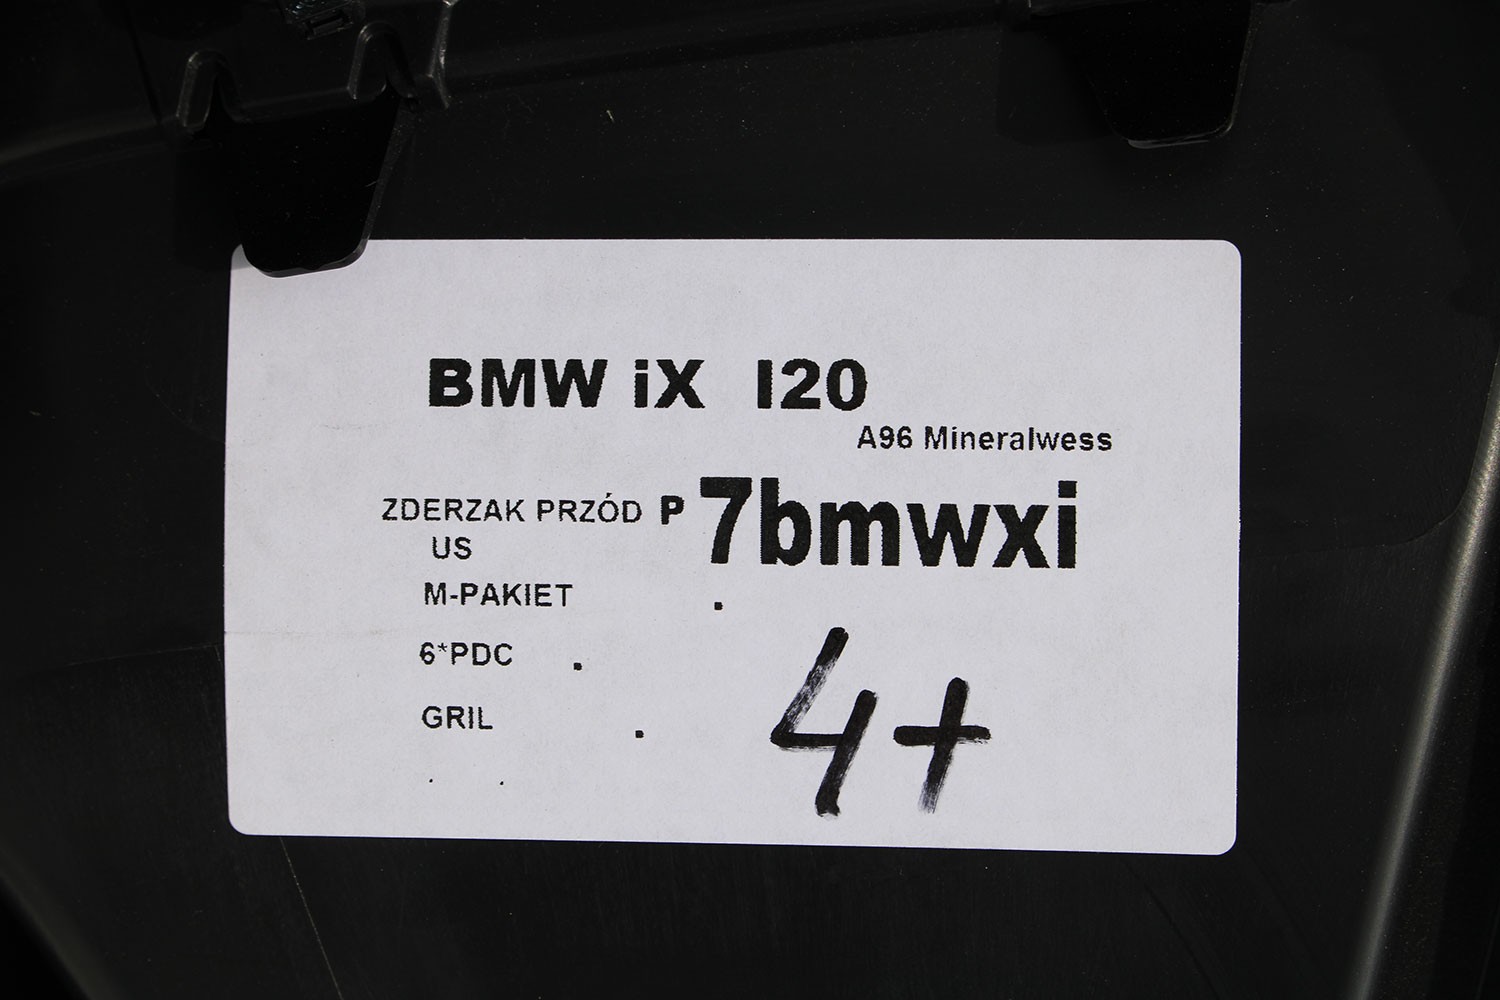 BMW iX I20
A96 Mineralwess
ZDERZAK PRZÓD P 7bmwxi
US
M-PAKIET .
6*PDC .
GRIL .
. .
4+